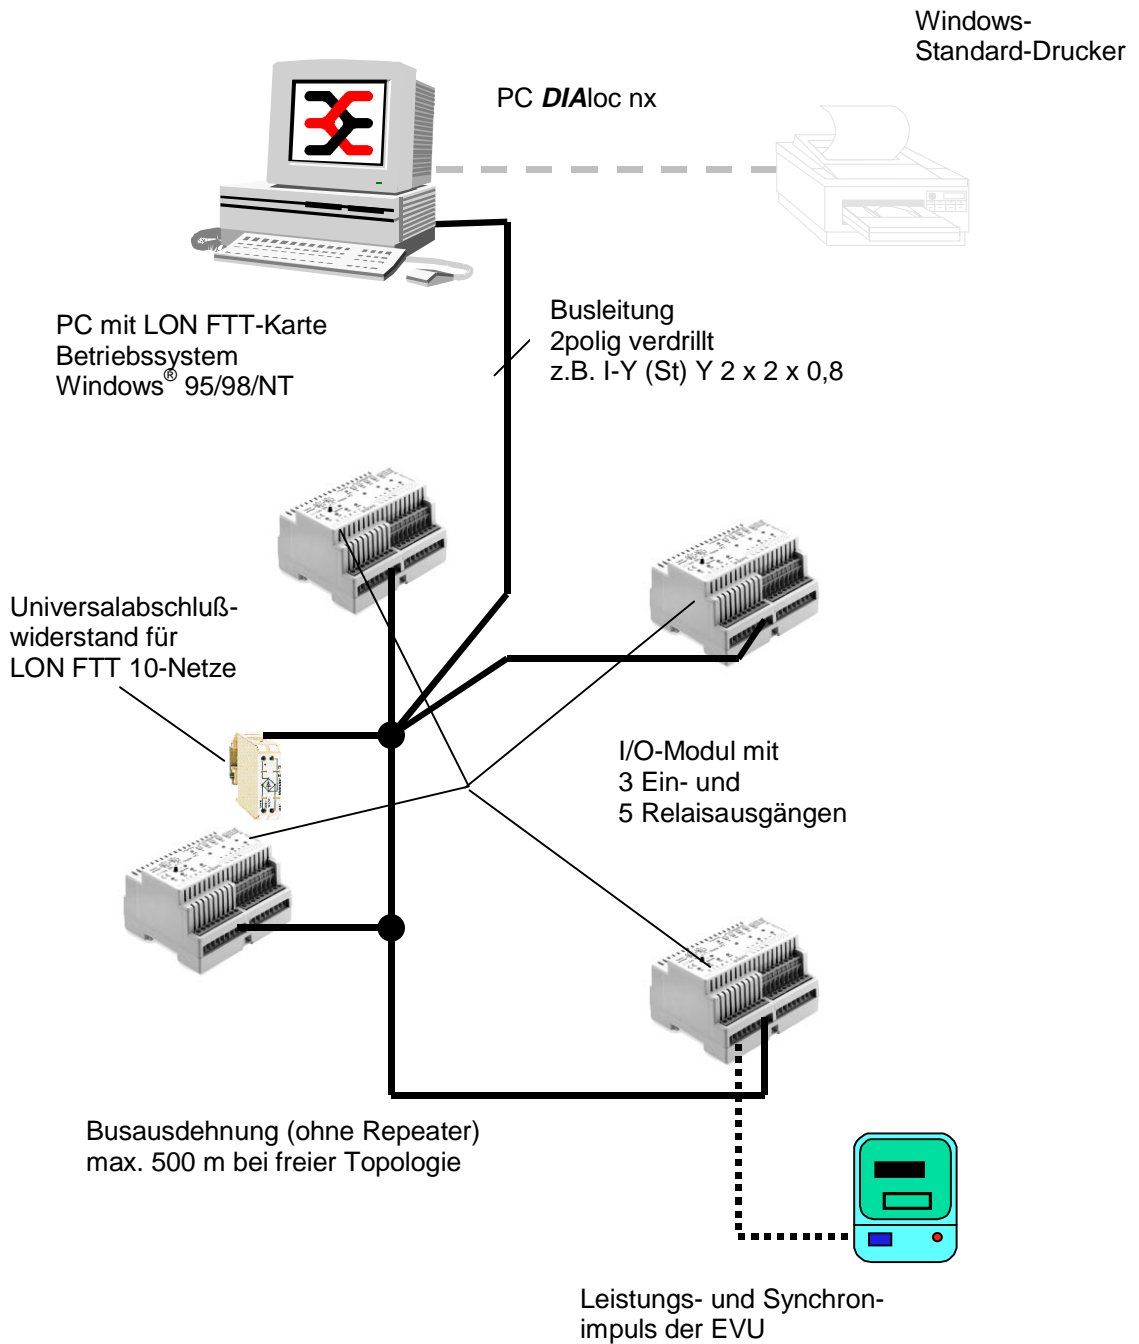 Windows-
Standard-Drucker
PC DIAloc nx
PC mit LON FTT-Karte
Betriebssystem
Windows® 95/98/NT
Busleitung
2polig verdrillt
z.B. I-Y (St) Y 2 x 2 x 0,8
Universalabschluß-
widerstand für
LON FTT 10-Netze
I/O-Modul mit
3 Ein- und
5 Relaisausgängen
Busausdehnung (ohne Repeater)
max. 500 m bei freier Topologie
Leistungs- und Synchron-
impuls der EVU